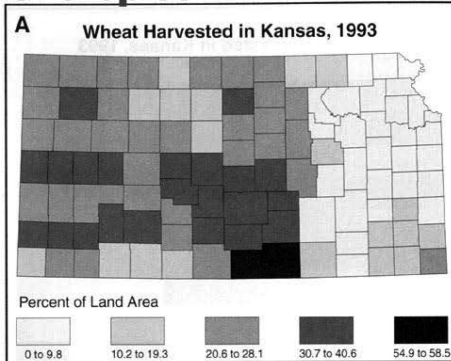 A
Wheat Harvested in Kansas, 1993
Percent of Land Area
0 to 9.8 10.2 to 19.3 20.6 to 28.1 30.7 to 40.6 54.9 to 58.5